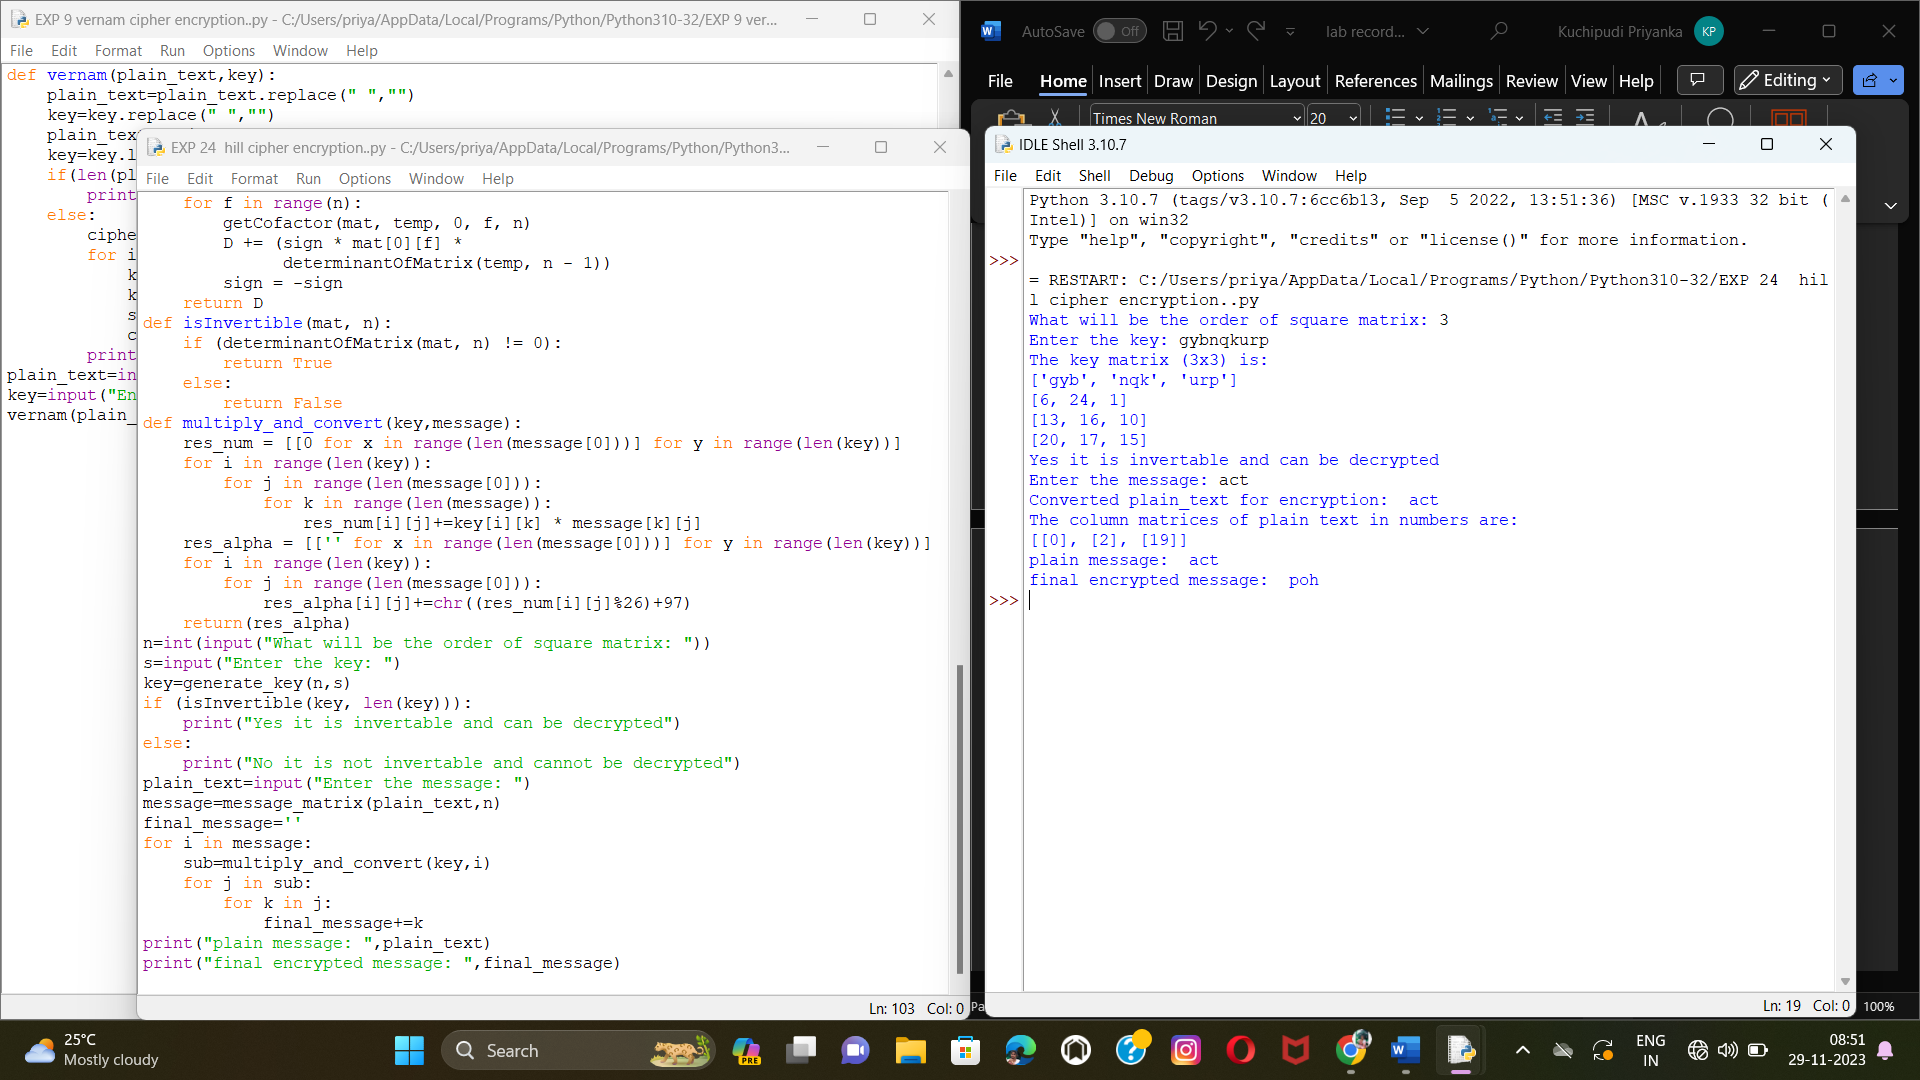 EXP 9 vernam cipher encryption..py - C:/Users/priya/AppData/Local/Programs/Python/Python310-32/EXP 9 ver...
File Edit Format Run Options Window Help
def vernam(plain_text,key):
    plain_text=plain_text.replace(" ","")
    key=key.replace(" ","")
    plain_tex
    key=key.l
    if(len(pl
        print
    else:
        ciphe
        for i
            k
            k
            s
            c
        print
plain_text=in
key=input("En
vernam(plain_
EXP 24  hill cipher encryption..py - C:/Users/priya/AppData/Local/Programs/Python/Python3...
File Edit Format Run Options Window Help
    for f in range(n):
        getCofactor(mat, temp, 0, f, n)
        D += (sign * mat[0][f] *
              determinantOfMatrix(temp, n - 1))
        sign = -sign
    return D
def isInvertible(mat, n):
    if (determinantOfMatrix(mat, n) != 0):
        return True
    else:
        return False
def multiply_and_convert(key,message):
    res_num = [[0 for x in range(len(message[0]))] for y in range(len(key))]
    for i in range(len(key)):
        for j in range(len(message[0])):
            for k in range(len(message)):
                res_num[i][j]+=key[i][k] * message[k][j]
    res_alpha = [['' for x in range(len(message[0]))] for y in range(len(key))]
    for i in range(len(key)):
        for j in range(len(message[0])):
            res_alpha[i][j]+=chr((res_num[i][j]%26)+97)
    return(res_alpha)
n=int(input("What will be the order of square matrix: "))
s=input("Enter the key: ")
key=generate_key(n,s)
if (isInvertible(key, len(key))):
    print("Yes it is invertable and can be decrypted")
else:
    print("No it is not invertable and cannot be decrypted")
plain_text=input("Enter the message: ")
message=message_matrix(plain_text,n)
final_message=''
for i in message:
    sub=multiply_and_convert(key,i)
    for j in sub:
        for k in j:
            final_message+=k
print("plain message: ",plain_text)
print("final encrypted message: ",final_message)
Ln: 103 Col: 0
AutoSave Off lab record... Kuchipudi Priyanka KP
File Home Insert Draw Design Layout References Mailings Review View Help Editing
Times New Roman 20
IDLE Shell 3.10.7
File Edit Shell Debug Options Window Help
Python 3.10.7 (tags/v3.10.7:6cc6b13, Sep  5 2022, 13:51:36) [MSC v.1933 32 bit (
Intel)] on win32
Type "help", "copyright", "credits" or "license()" for more information.
>>>
= RESTART: C:/Users/priya/AppData/Local/Programs/Python/Python310-32/EXP 24  hil
l cipher encryption..py
What will be the order of square matrix: 3
Enter the key: gybnqkurp
The key matrix (3x3) is:
['gyb', 'nqk', 'urp']
[6, 24, 1]
[13, 16, 10]
[20, 17, 15]
Yes it is invertable and can be decrypted
Enter the message: act
Converted plain_text for encryption:  act
The column matrices of plain text in numbers are:
[[0], [2], [19]]
plain message:  act
final encrypted message:  poh
>>>
Ln: 19 Col: 0
Pa
100%
25°C
Mostly cloudy
Search
PRE
ENG
IN
08:51
29-11-2023